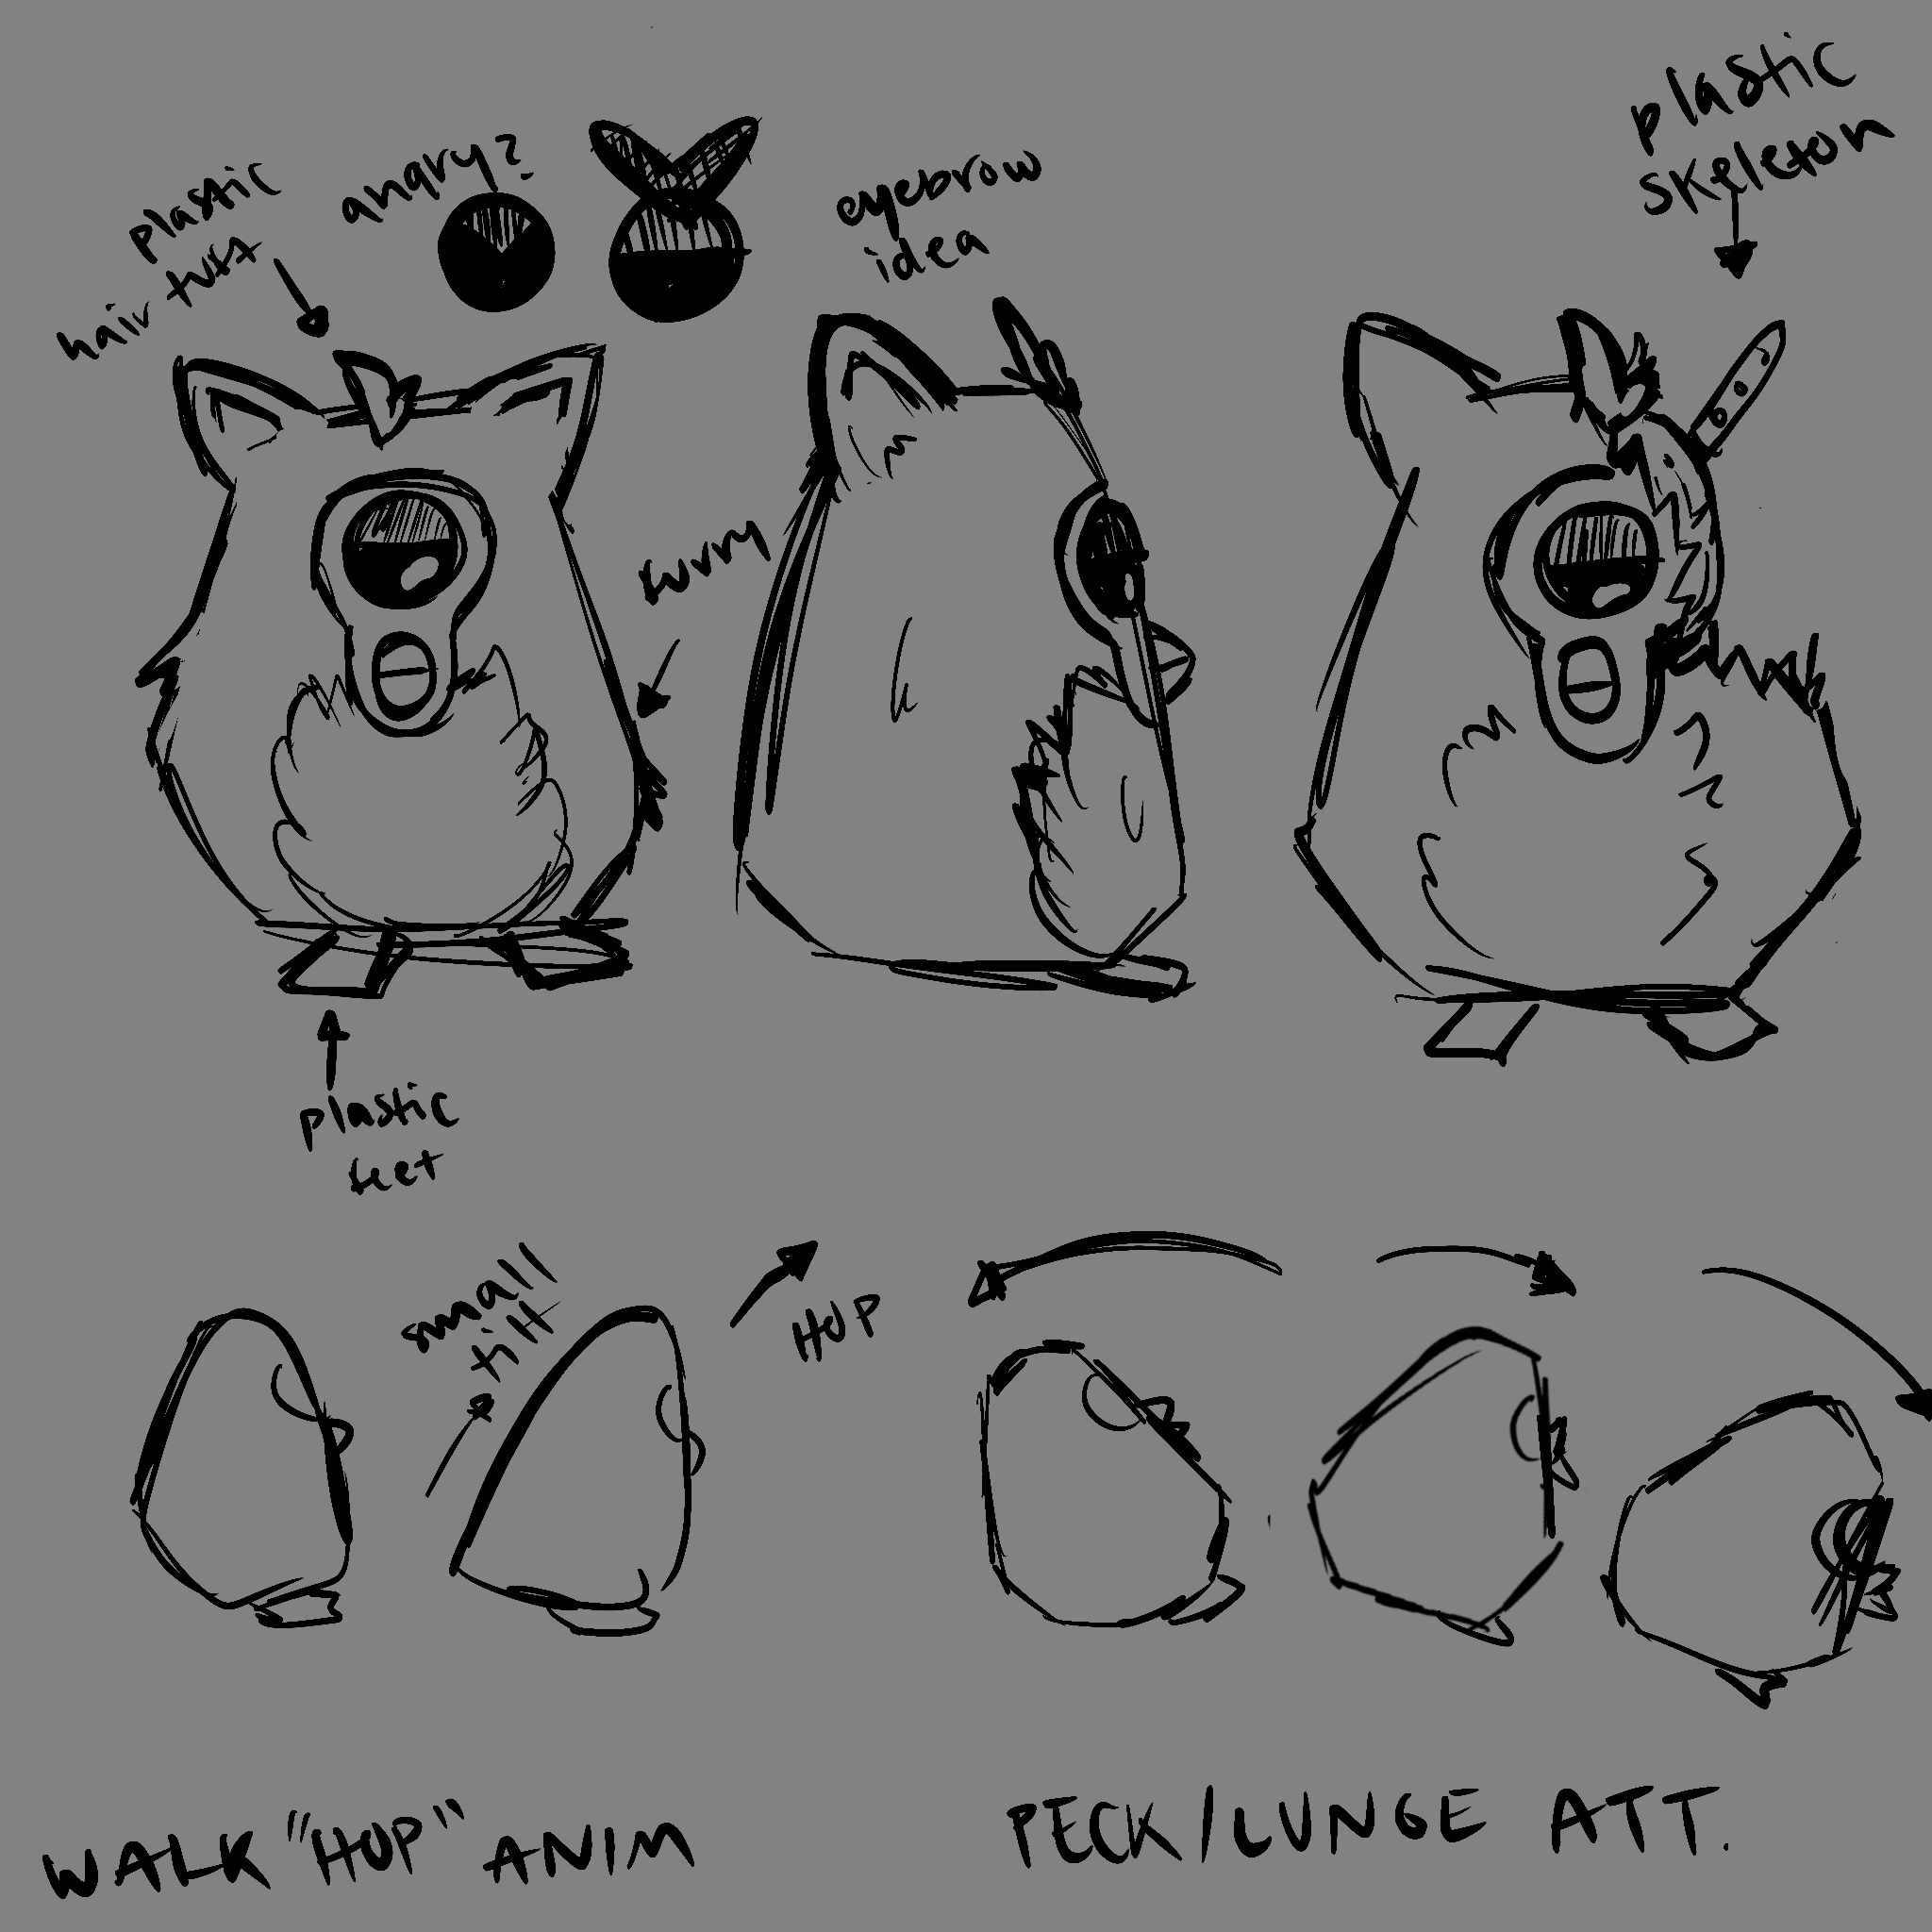 plastic
hair tuft
angry?
eyebrow
idea
plastic
skeleton
plastic
feet
small
tilt
HOP
WALK "HOP" ANIM
PECK/LUNGE ATT.